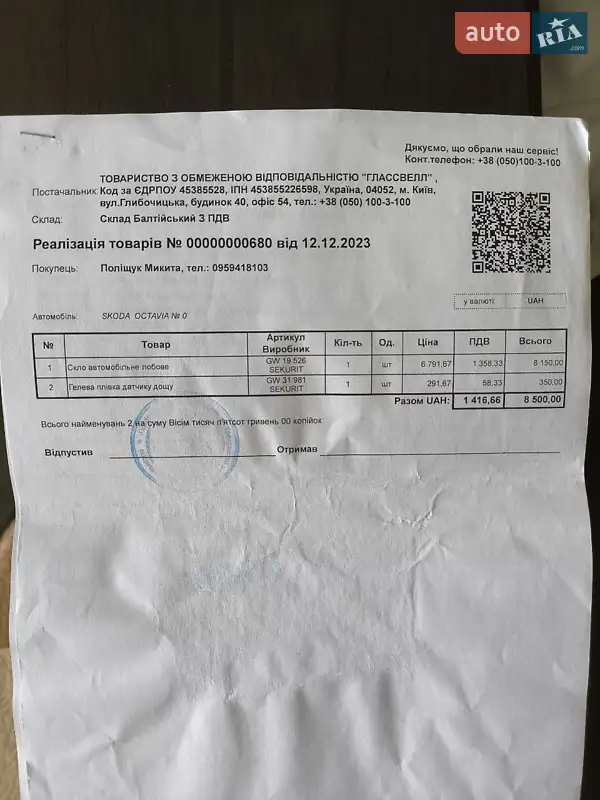 auto RIA .com
Дякуємо, що обрали наш сервіс!
Конт.телефон: +38 (050)100-3-100
ТОВАРИСТВО З ОБМЕЖЕНОЮ ВІДПОВІДАЛЬНІСТЮ "ГЛАССВЕЛЛ" ,
Постачальник: Код за ЄДРПОУ 45385528, ІПН 453855226598, Україна, 04052, м. Київ,
вул.Глибочицька, будинок 40, офіс 54, тел.: +38 (050) 100-3-100
Склад: Склад Балтійський З ПДВ
Реалізація товарів № 00000000680 від 12.12.2023
Покупець: Поліщук Микита, тел.: 0959418103
у валюті: UAH
Автомобіль: SKODA OCTAVIA № 0
№ Товар Артикул Виробник Кіл-ть Од. Ціна ПДВ Всього
1 Скло автомобільне лобове GW 19 526 SEKURIT 1 шт 6 791,67 1 358,33 8 150,00
2 Гелева плівка датчику дощу GW 31 981 SEKURIT 1 шт 291,67 58,33 350,00
Разом UAH: 1 416,66 8 500,00
Всього найменувань 2 на суму Вісім тисяч п'ятсот гривень 00 копійок
Відпустив Отримав